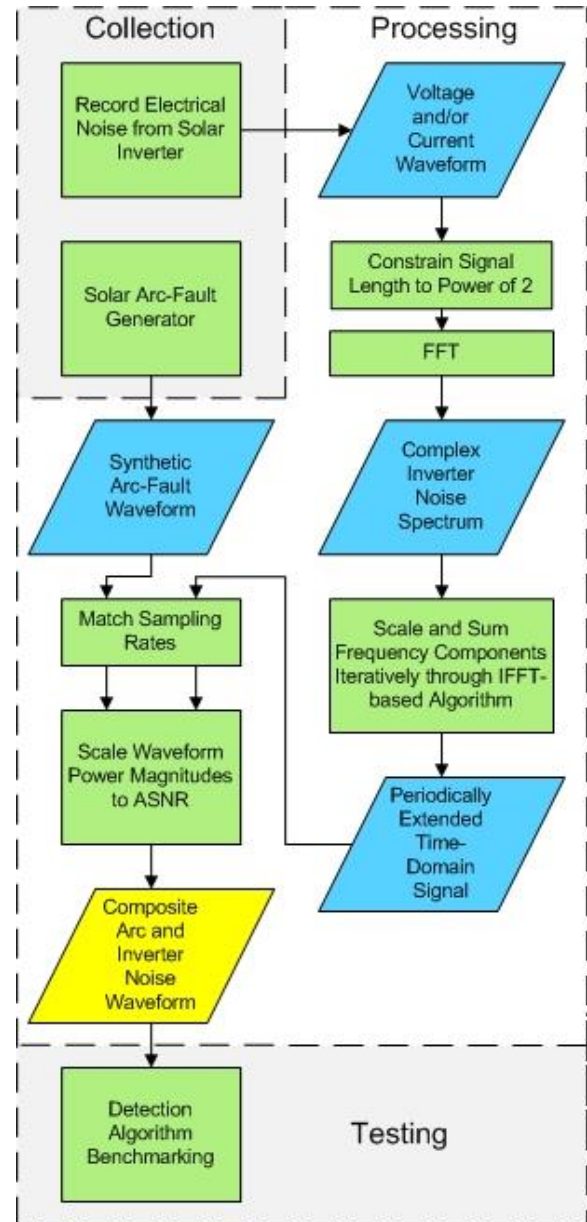 Collection
Processing
Record Electrical
Noise from Solar
Inverter
Voltage
and/or
Current
Waveform
Solar Arc-Fault
Generator
Constrain Signal
Length to Power of 2
FFT
Synthetic
Arc-Fault
Waveform
Complex
Inverter
Noise
Spectrum
Match Sampling
Rates
Scale and Sum
Frequency Components
Iteratively through IFFT-
based Algorithm
Scale Waveform
Power Magnitudes
to ASNR
Periodically
Extended
Time-
Domain
Signal
Composite
Arc and
Inverter
Noise
Waveform
Detection
Algorithm
Benchmarking
Testing